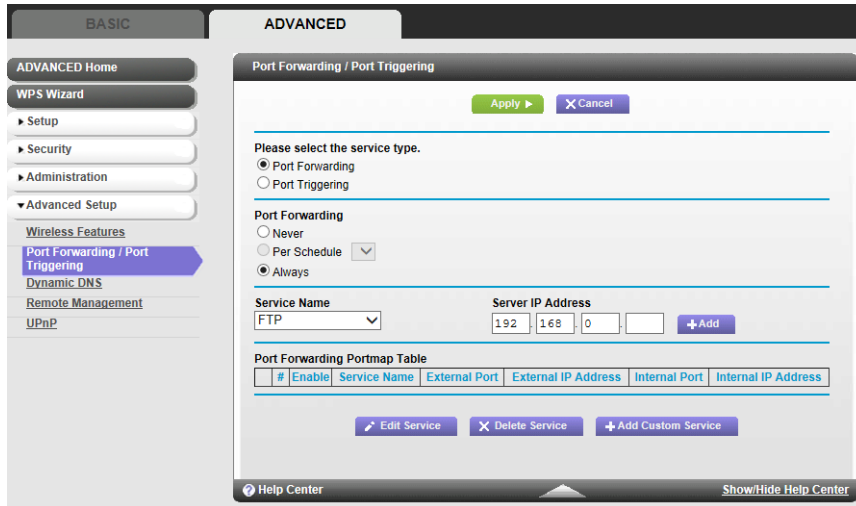 BASIC
ADVANCED
ADVANCED Home
WPS Wizard
Setup
Security
Administration
Advanced Setup
Wireless Features
Port Forwarding / Port
Triggering
Dynamic DNS
Remote Management
UPnP
Port Forwarding / Port Triggering
Apply
Cancel
Please select the service type.
Port Forwarding
Port Triggering
Port Forwarding
Never
Per Schedule
Always
Service Name
Server IP Address
FTP
192 . 168 . 0 .
+Add
Port Forwarding Portmap Table
# Enable Service Name External Port External IP Address Internal Port Internal IP Address
Edit Service
Delete Service
+Add Custom Service
? Help Center
Show/Hide Help Center